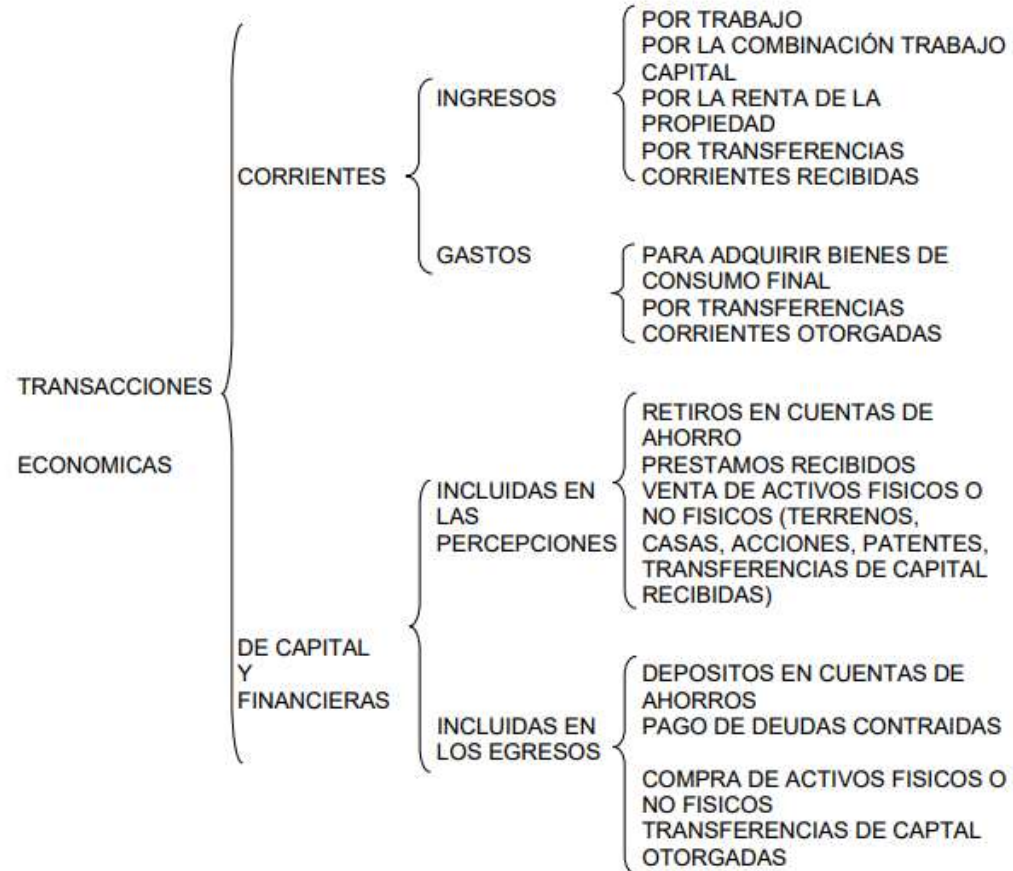 TRANSACCIONES
ECONOMICAS
CORRIENTES
INGRESOS
POR TRABAJO
POR LA COMBINACIÓN TRABAJO
CAPITAL
POR LA RENTA DE LA
PROPIEDAD
POR TRANSFERENCIAS
CORRIENTES RECIBIDAS
GASTOS
PARA ADQUIRIR BIENES DE
CONSUMO FINAL
POR TRANSFERENCIAS
CORRIENTES OTORGADAS
DE CAPITAL
Y
FINANCIERAS
INCLUIDAS EN
LAS
PERCEPCIONES
RETIROS EN CUENTAS DE
AHORRO
PRESTAMOS RECIBIDOS
VENTA DE ACTIVOS FISICOS O
NO FISICOS (TERRENOS,
CASAS, ACCIONES, PATENTES,
TRANSFERENCIAS DE CAPITAL
RECIBIDAS)
INCLUIDAS EN
LOS EGRESOS
DEPOSITOS EN CUENTAS DE
AHORROS
PAGO DE DEUDAS CONTRAIDAS
COMPRA DE ACTIVOS FISICOS O
NO FISICOS
TRANSFERENCIAS DE CAPTAL
OTORGADAS